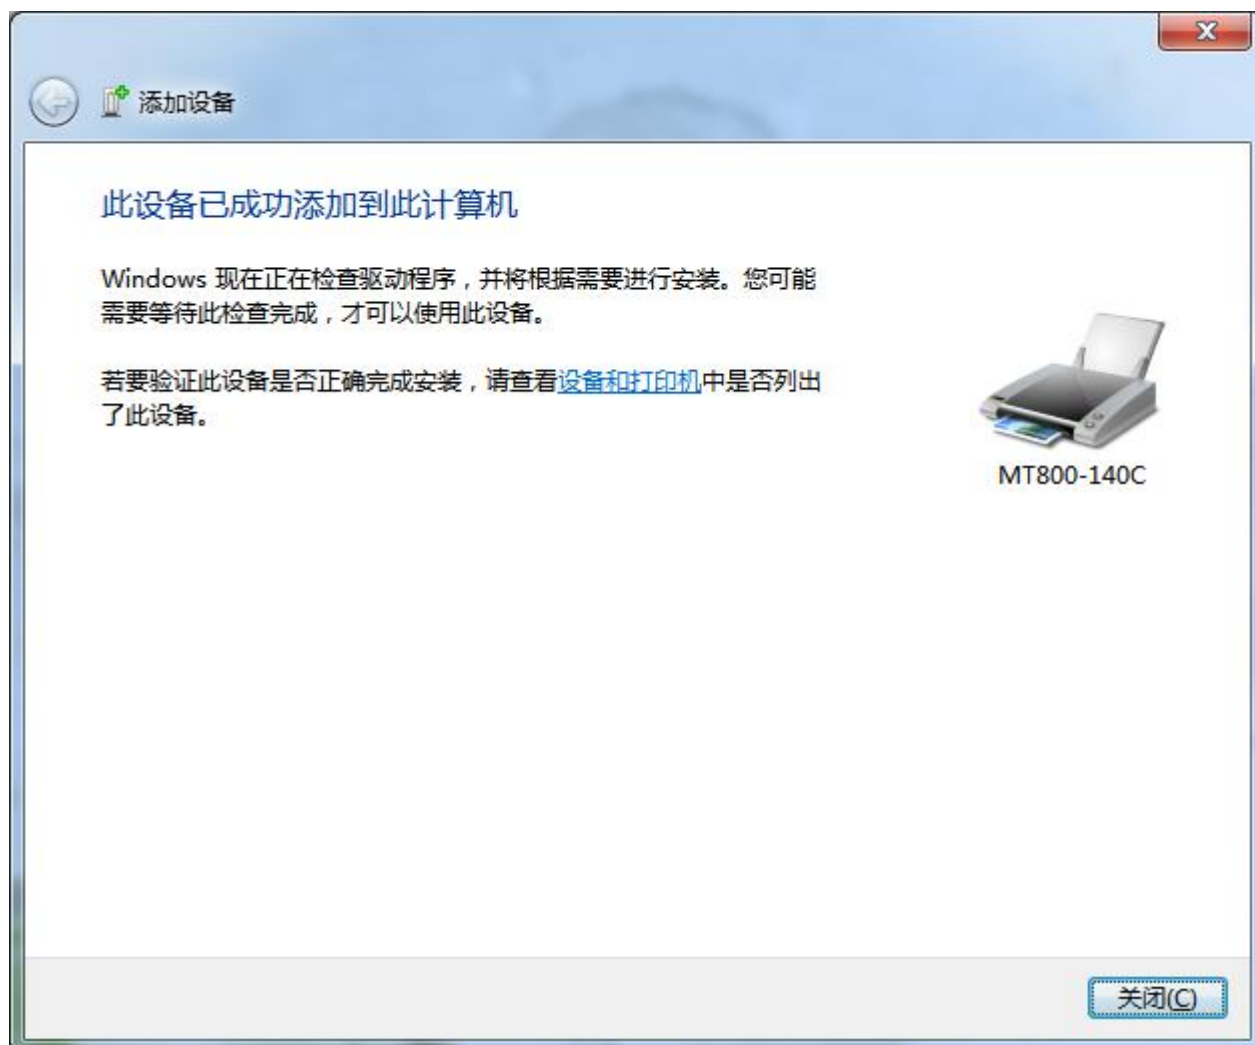 添加设备
此设备已成功添加到此计算机
Windows 现在正在检查驱动程序，并将根据需要进行安装。您可能
需要等待此检查完成，才可以使用此设备。
若要验证此设备是否正确完成安装，请查看设备和打印机中是否列出
了此设备。
MT800-140C
关闭(C)